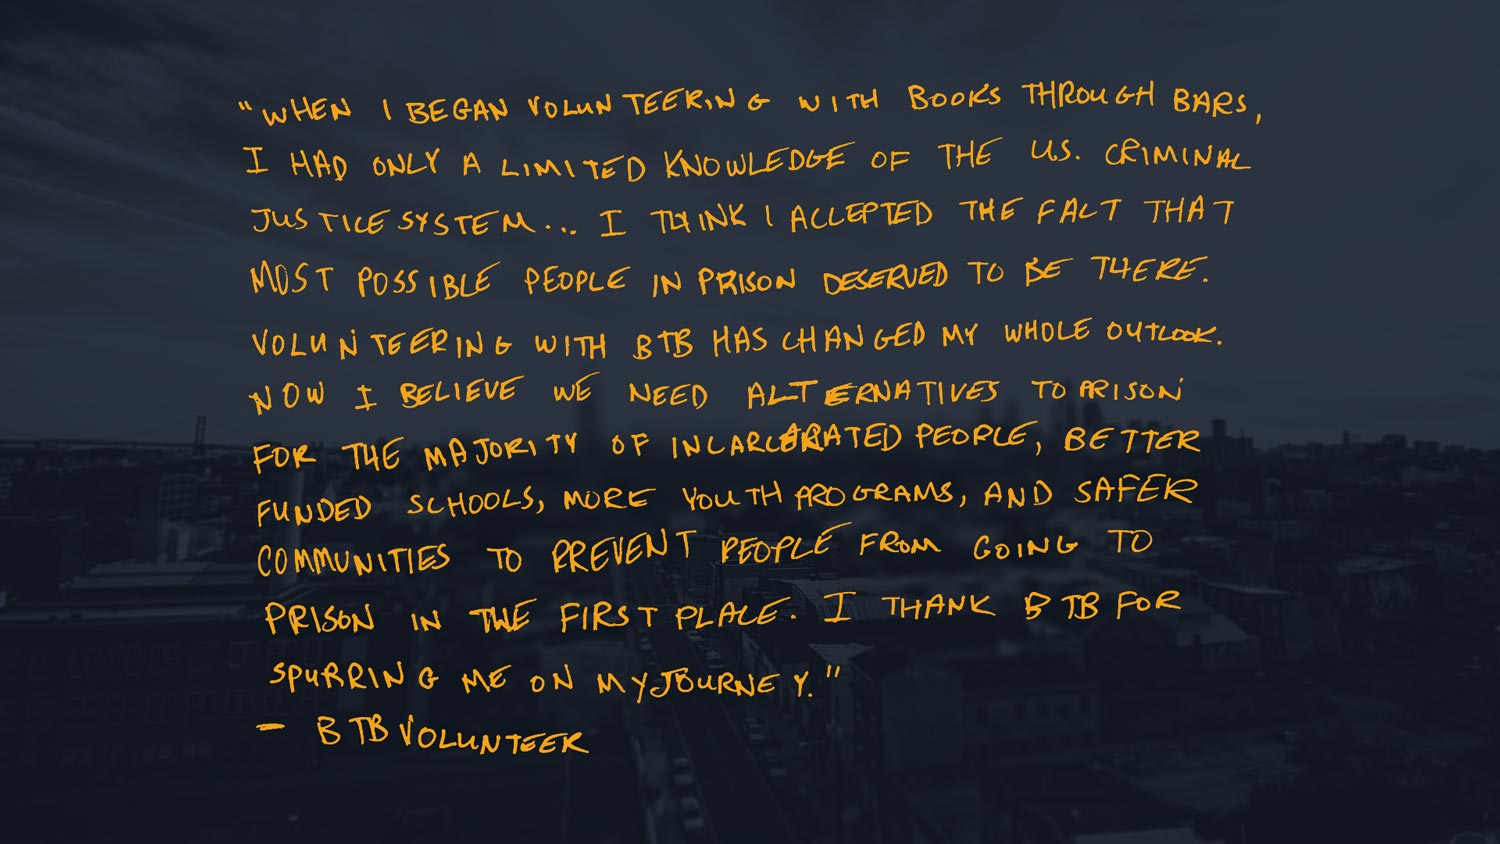 "WHEN I BEGAN VOLUNTEERING WITH BOOKS THROUGH BARS,
I HAD ONLY A LIMITED KNOWLEDGE OF THE U.S. CRIMINAL
JUSTICE SYSTEM... I THINK I ACCEPTED THE FACT THAT
MOST POSSIBLE PEOPLE IN PRISON DESERVED TO BE THERE.
VOLUNTEERING WITH BTB HAS CHANGED MY WHOLE OUTLOOK.
NOW I BELIEVE WE NEED ALTERNATIVES TO PRISON
FOR THE MAJORITY OF INCARCERATED PEOPLE, BETTER
FUNDED SCHOOLS, MORE YOUTH PROGRAMS, AND SAFER
COMMUNITIES TO PREVENT PEOPLE FROM GOING TO
PRISON IN THE FIRST PLACE. I THANK BTB FOR
SPURRING ME ON MY JOURNEY."
- BTB VOLUNTEER